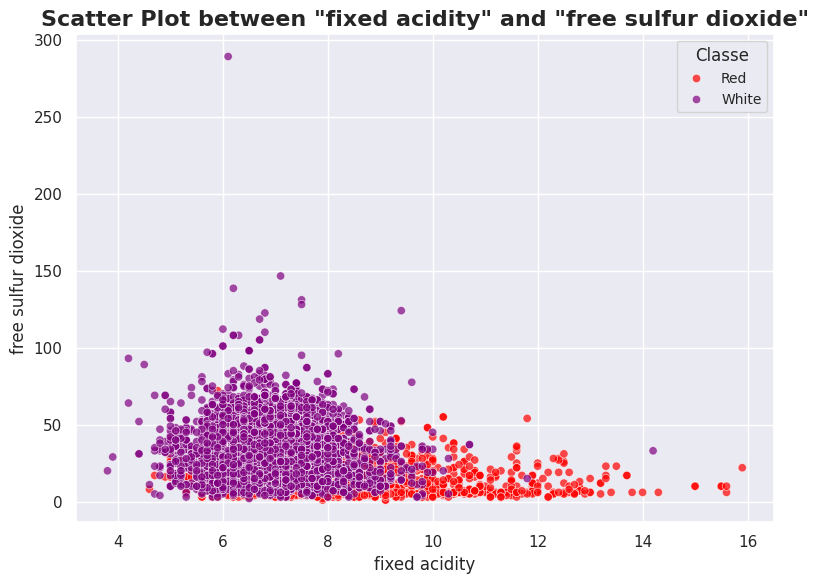 Scatter Plot between "fixed acidity" and "free sulfur dioxide"
Classe
Red
White
300
250
200
150
100
50
0
free sulfur dioxide
4 6 8 10 12 14 16
fixed acidity